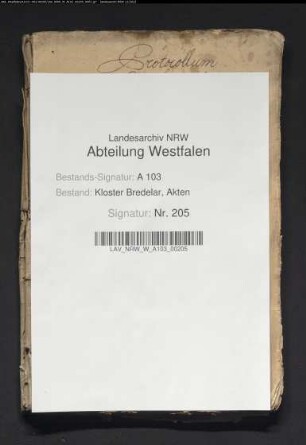 Protocollum
Landesarchiv NRW
Abteilung Westfalen
Bestands-Signatur: A 103
Bestand: Kloster Bredelar, Akten
Signatur: Nr. 205
LAV_NRW_W_A103_00205